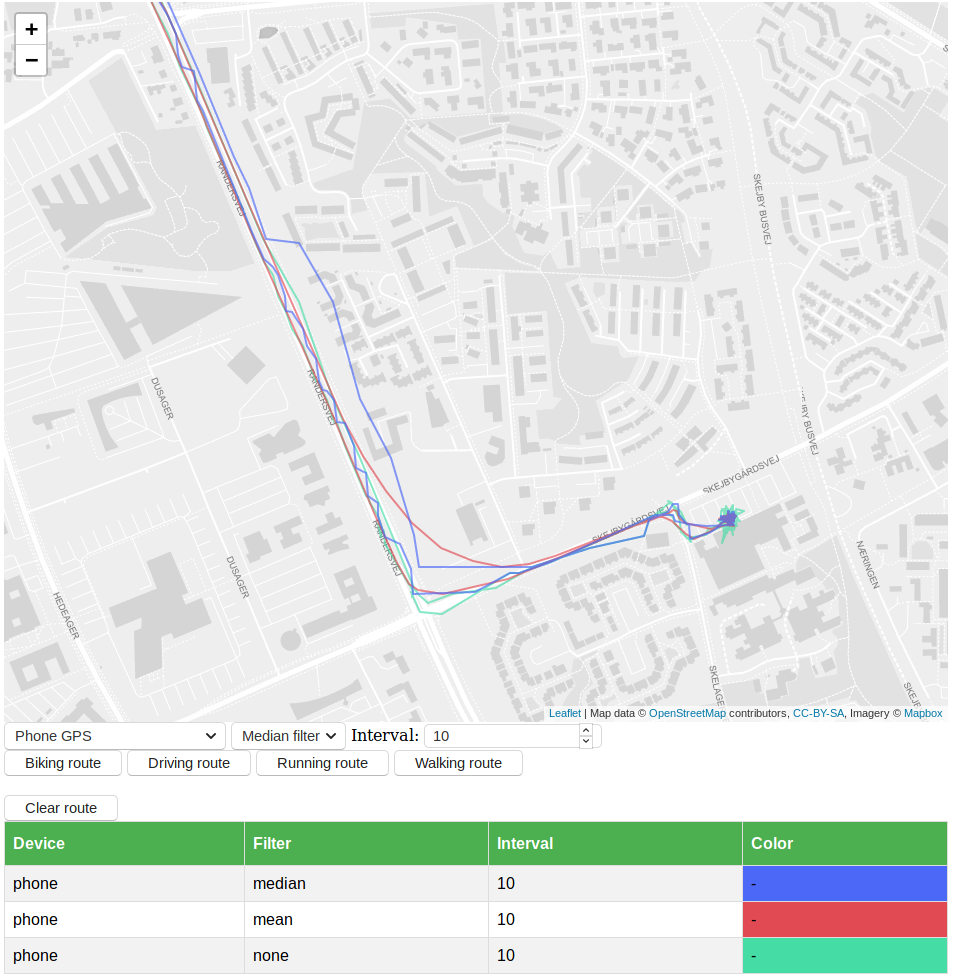 +
−
RANDERSVEJ
SKEJBY BUSVEJ
DUSAGER
RANDERSVEJ
SKEJBY BUSVEJ
SKEJBYGÅRDSVEJ
SKEJBYGÅRDSVEJ
RANDERSVEJ
DUSAGER
NÆRINGEN
HEDEAGER
Leaflet | Map data © OpenStreetMap contributors, CC-BY-SA, Imagery © Mapbox
Phone GPS Median filter Interval: 10
Biking route Driving route Running route Walking route
Clear route
Device Filter Interval Color
phone median 10 -
phone mean 10 -
phone none 10 -